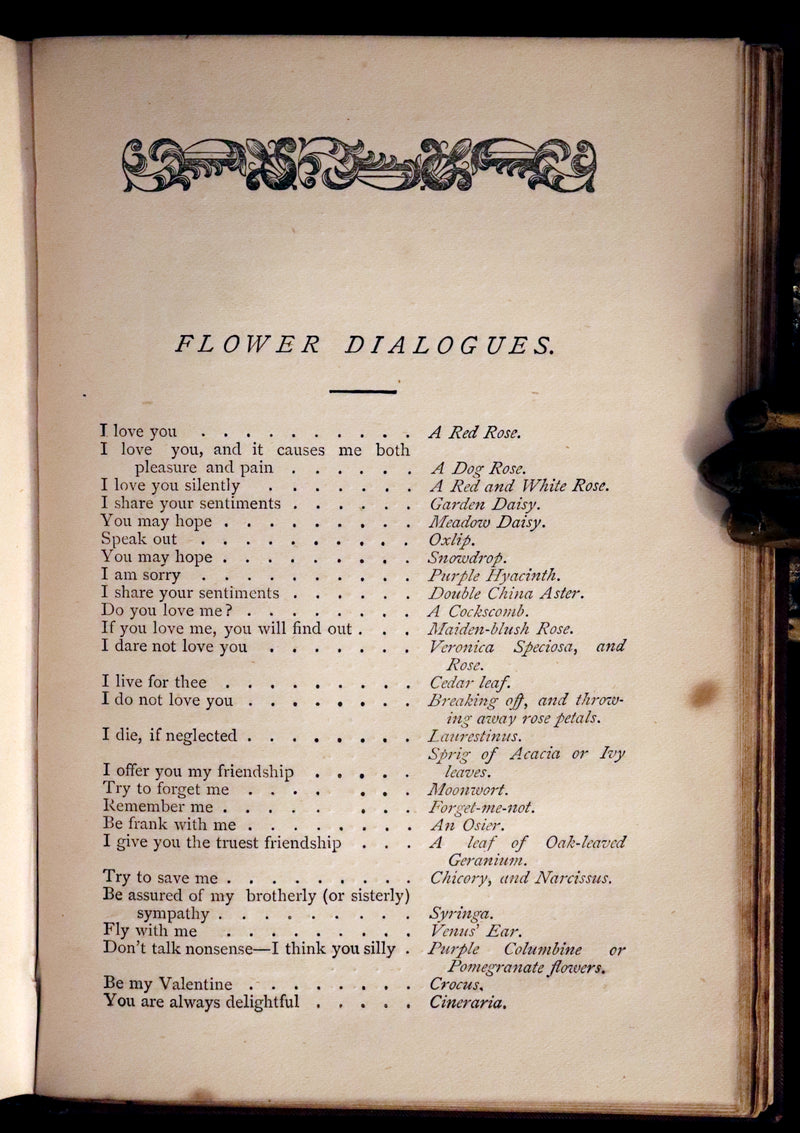 FLOWER DIALOGUES.
I love you . . . . . . . . . . A Red Rose.
I love you, and it causes me both
pleasure and pain . . . . . . A Dog Rose.
I love you silently . . . . . . . A Red and White Rose.
I share your sentiments . . . . . . Garden Daisy.
You may hope . . . . . . . . . Meadow Daisy.
Speak out . . . . . . . . . . Oxlip.
You may hope . . . . . . . . . Snowdrop.
I am sorry . . . . . . . . . . Purple Hyacinth.
I share your sentiments . . . . . . Double China Aster.
Do you love me? . . . . . . . . A Cockscomb.
If you love me, you will find out . . . Maiden-blush Rose.
I dare not love you . . . . . . . Veronica Speciosa, and
Rose.
I live for thee . . . . . . . . . Cedar leaf.
I do not love you . . . . . . . . Breaking off, and throw-
ing away rose petals.
I die, if neglected . . . . . . . . Laurestinus.
Sprig of Acacia or Ivy
I offer you my friendship . . . . . leaves.
Try to forget me . . . . . . . Moonwort.
Remember me . . . . . . . . Forget-me-not.
Be frank with me . . . . . . . . An Osier.
I give you the truest friendship . . . A leaf of Oak-leaved
Geranium.
Try to save me . . . . . . . . . Chicory, and Narcissus.
Be assured of my brotherly (or sisterly)
sympathy . . . . . . . . . Syringa.
Fly with me . . . . . . . . . Venus' Ear.
Don't talk nonsense—I think you silly . Purple Columbine or
Pomegranate flowers.
Be my Valentine . . . . . . . . Crocus.
You are always delightful . . . . . Cineraria.